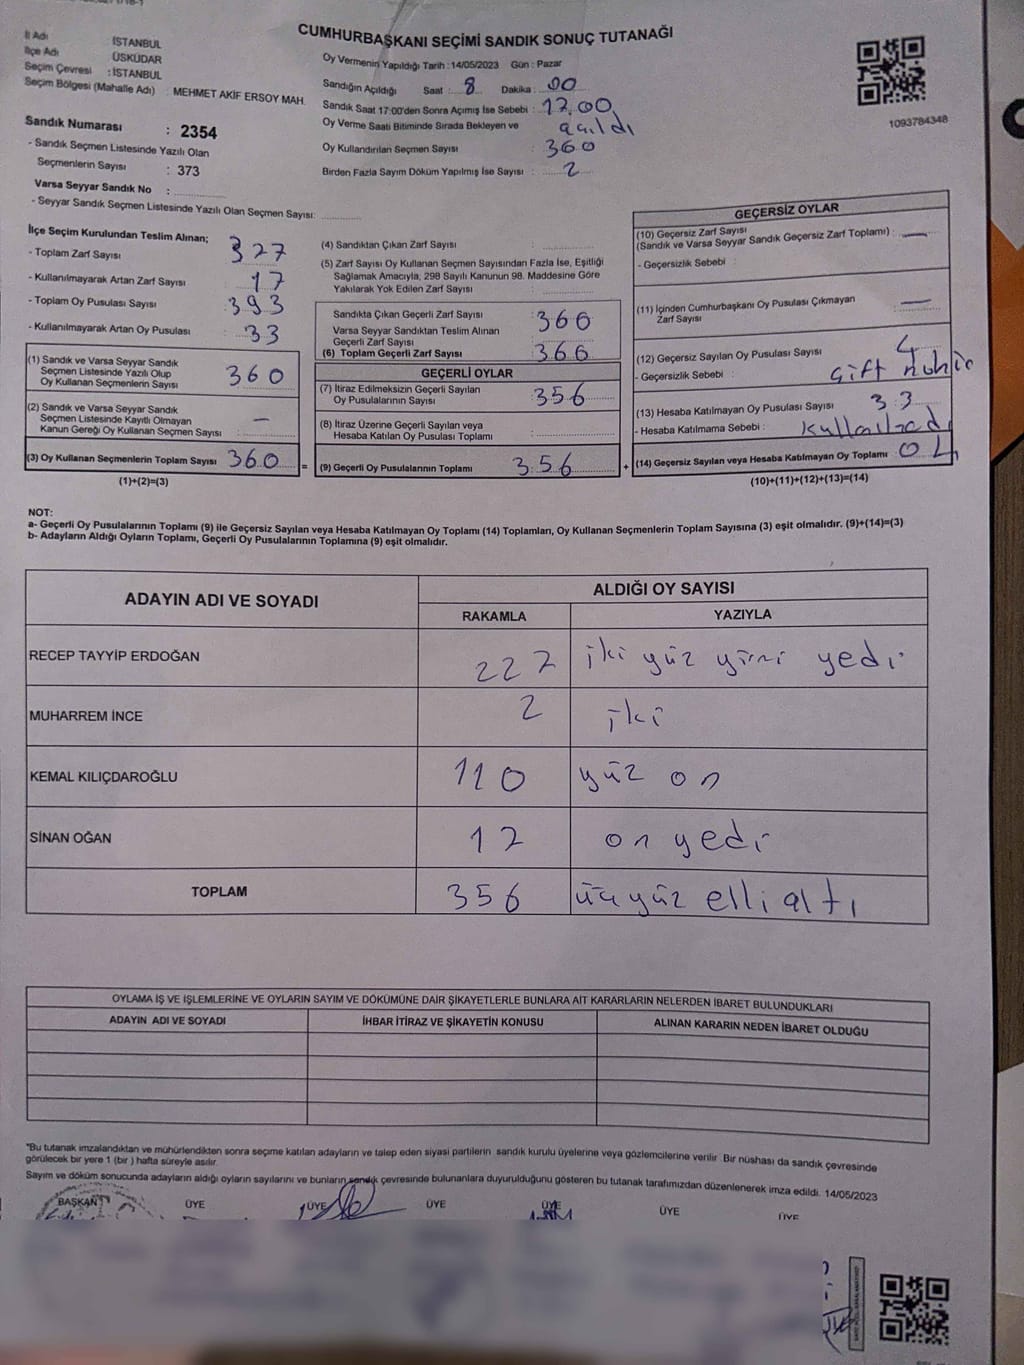 CUMHURBAŞKANI SEÇİMİ SANDIK SONUÇ TUTANAĞI
İl Adı İSTANBUL
İlçe Adı ÜSKÜDAR
Seçim Çevresi : İSTANBUL
Seçim Bölgesi (Mahalle Adı) : MEHMET AKİF ERSOY MAH.
Sandık Numarası : 2354
- Sandık Seçmen Listesinde Yazılı Olan
Seçmenlerin Sayısı : 373
Varsa Seyyar Sandık No :
- Seyyar Sandık Seçmen Listesinde Yazılı Olan Seçmen Sayısı:
Oy Vermenin Yapıldığı Tarih : 14/05/2023 Gün : Pazar
Sandığın Açıldığı Saat : 8 Dakika : 00
Sandık Saat 17:00'den Sonra Açımış İse Sebebi : 17.00
Oy Verme Saati Bitiminde Sırada Bekleyen ve açıldı
Oy Kullandırılan Seçmen Sayısı : 360
Birden Fazla Sayım Döküm Yapılmış İse Sayısı : 2
1093784348
İlçe Seçim Kurulundan Teslim Alınan;
- Toplam Zarf Sayısı 327
- Kullanılmayarak Artan Zarf Sayısı : 17
- Toplam Oy Pusulası Sayısı : 393
- Kullanılmayarak Artan Oy Pusulası : 33
(1) Sandık ve Varsa Seyyar Sandık
Seçmen Listesinde Yazılı Olup
Oy Kullanan Seçmenlerin Sayısı : 360
(2) Sandık ve Varsa Seyyar Sandık
Seçmen Listesinde Kayıtlı Olmayan
Kanun Gereği Oy Kullanan Seçmen Sayısı : —
(3) Oy Kullanan Seçmenlerin Toplam Sayısı 360
(1)+(2)=(3)
(4) Sandıktan Çıkan Zarf Sayısı :
(5) Zarf Sayısı Oy Kullanan Seçmen Sayısından Fazla İse, Eşitliği
Sağlamak Amacıyla, 298 Sayılı Kanunun 98. Maddesine Göre
Yakılarak Yok Edilen Zarf Sayısı :
Sandıkta Çıkan Geçerli Zarf Sayısı : 366
Varsa Seyyar Sandıktan Teslim Alınan
Geçerli Zarf Sayısı :
(6) Toplam Geçerli Zarf Sayısı 366
GEÇERLİ OYLAR
(7) İtiraz Edilmeksizin Geçerli Sayılan
Oy Pusulalarının Sayısı : 356
(8) İtiraz Üzerine Geçerli Sayılan veya
Hesaba Katılan Oy Pusulası Toplamı :
= (9) Geçerli Oy Pusulalarının Toplamı 356 +
GEÇERSİZ OYLAR
(10) Geçersiz Zarf Sayısı
(Sandık ve Varsa Seyyar Sandık Geçersiz Zarf Toplamı) : —
- Geçersizlik Sebebi :
(11) İçinden Cumhurbaşkanı Oy Pusulası Çıkmayan
Zarf Sayısı : —
(12) Geçersiz Sayılan Oy Pusulası Sayısı : 4
- Geçersizlik Sebebi : çift
(13) Hesaba Katılmayan Oy Pusulası Sayısı : 33
- Hesaba Katılmama Sebebi :
(14) Geçersiz Sayılan veya Hesaba Katılmayan Oy Toplamı : 04
(10)+(11)+(12)+(13)=(14)
NOT:
a- Geçerli Oy Pusulalarının Toplamı (9) ile Geçersiz Sayılan veya Hesaba Katılmayan Oy Toplamı (14) Toplamları, Oy Kullanan Seçmenlerin Toplam Sayısına (3) eşit olmalıdır. (9)+(14)=(3)
b- Adayların Aldığı Oyların Toplamı, Geçerli Oy Pusulalarının Toplamına (9) eşit olmalıdır.
ADAYIN ADI VE SOYADI ALDIĞI OY SAYISI
RAKAMLA YAZIYLA
RECEP TAYYİP ERDOĞAN 227 iki yüz yirmi yedi
MUHARREM İNCE 2 iki
KEMAL KILIÇDAROĞLU 110 yüz on
SİNAN OĞAN 17 on yedi
TOPLAM 356 üçyüz elli altı
OYLAMA İŞ VE İŞLEMLERİNE VE OYLARIN SAYIM VE DÖKÜMÜNE DAİR ŞİKAYETLERLE BUNLARA AİT KARARLARIN NELERDEN İBARET BULUNDUKLARI
ADAYIN ADI VE SOYADI İHBAR İTİRAZ VE ŞİKAYETİN KONUSU ALINAN KARARIN NEDEN İBARET OLDUĞU
*Bu tutanak imzalandıktan ve mühürlendikten sonra seçime katılan adayların ve talep eden siyasi partilerin sandık kurulu üyelerine veya gözlemcilerine verilir. Bir nüshası da sandık çevresinde
görülecek bir yere 1 (bir ) hafta süreyle asılır.
Sayım ve döküm sonucunda adayların aldığı oyların sayılarını ve bunların sandık çevresinde bulunanlara duyurulduğunu gösteren bu tutanak tarafımızdan düzenlenerek imza edildi. 14/05/2023
BAŞKAN ÜYE ÜYE ÜYE ÜYE ÜYE ÜYE